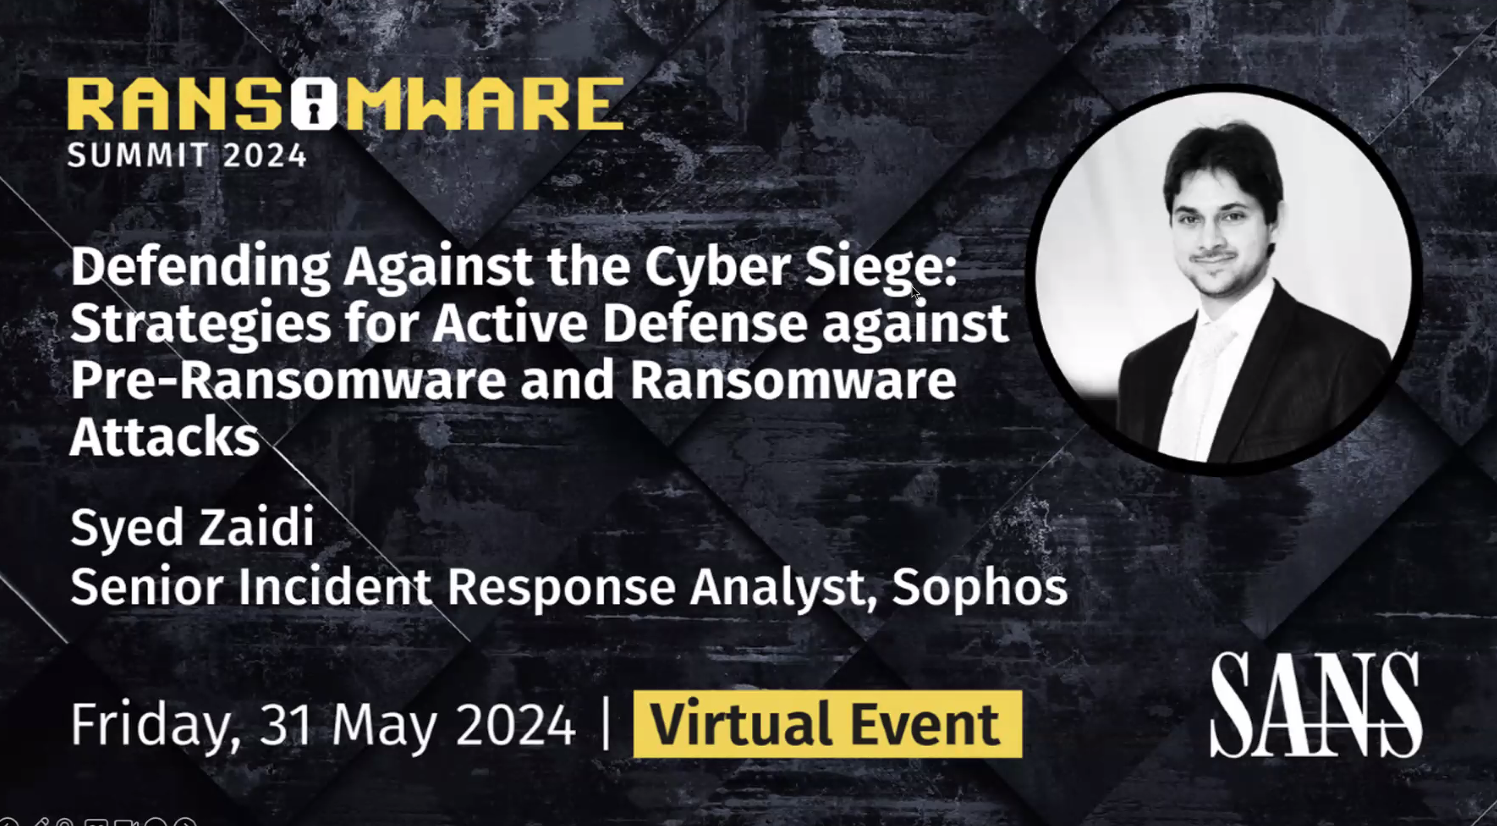 RANSOMWARE
SUMMIT 2024
Defending Against the Cyber Siege:
Strategies for Active Defense against
Pre-Ransomware and Ransomware
Attacks
Syed Zaidi
Senior Incident Response Analyst, Sophos
Friday, 31 May 2024 | Virtual Event
SANS